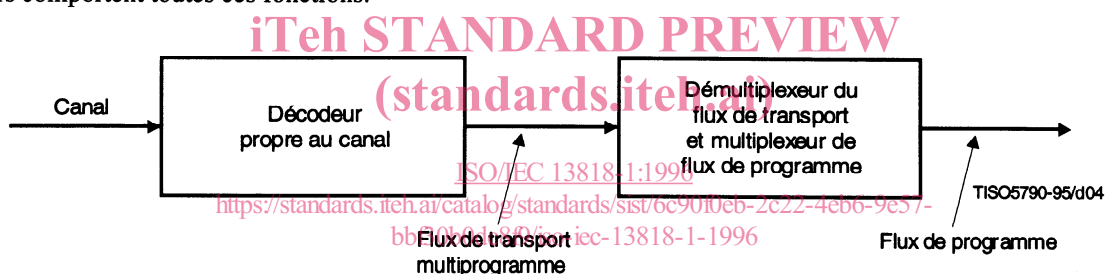 comportent toutes ces fonctions.
iTeh STANDARD PREVIEW
(standards.iteh.ai)
Canal
Décodeur
propre au canal
Démultiplexeur du
flux de transport
et multiplexeur de
flux de programme
ISO/IEC 13818-1:1996
TISO5790-95/d04
https://standards.iteh.ai/catalog/standards/sist/6c90f0eb-2c22-4eb6-9e57-
iec-13818-1-1996
Flux de transport
multiprogramme
Flux de programme